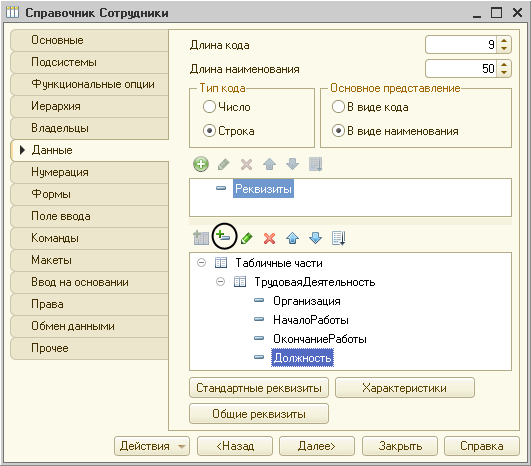 Справочник Сотрудники
Основные
Подсистемы
Функциональные опции
Иерархия
Владельцы
Данные
Нумерация
Формы
Поле ввода
Команды
Макеты
Ввод на основании
Права
Обмен данными
Прочее
Длина кода 9
Длина наименования 50
Тип кода
Число
Строка
Основное представление
В виде кода
В виде наименования
Реквизиты
Табличные части
ТрудоваяДеятельность
Организация
НачалоРаботы
ОкончаниеРаботы
Должность
Стандартные реквизиты Характеристики
Общие реквизиты
Действия <Назад Далее> Закрыть Справка